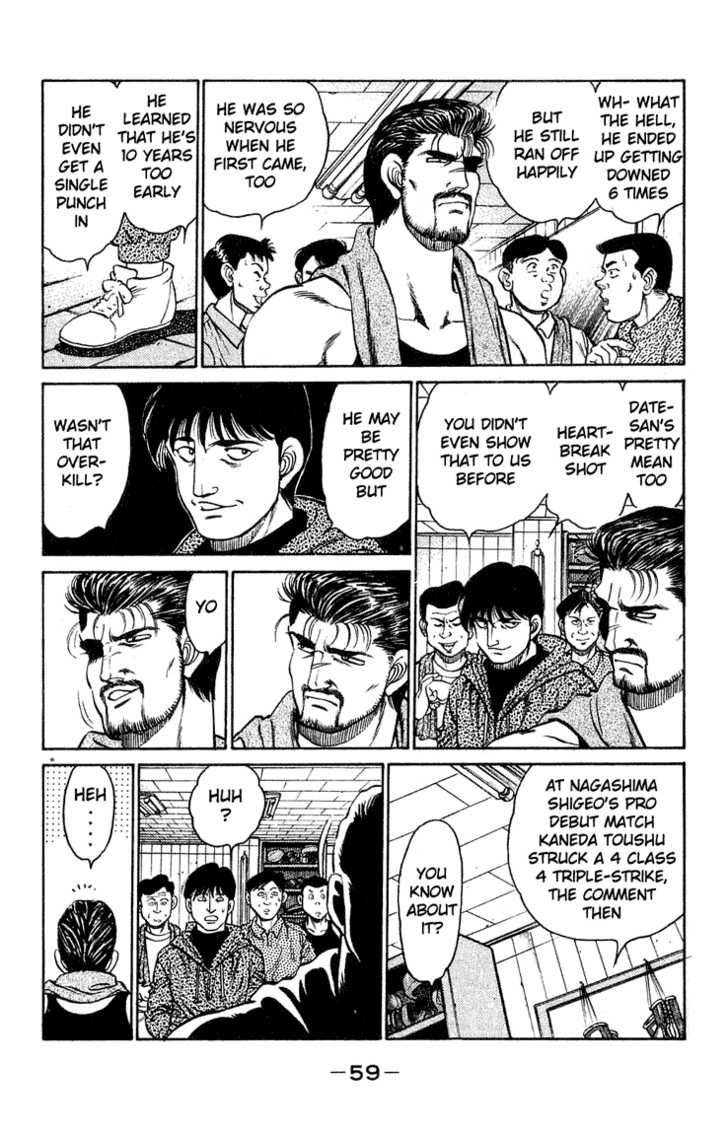 WH- WHAT
THE HELL,
HE ENDED
UP GETTING
DOWNED
6 TIMES
BUT
HE STILL
RAN OFF
HAPPILY
HE WAS SO
NERVOUS
WHEN HE
FIRST CAME,
TOO
HE
LEARNED
THAT HE'S
10 YEARS
TOO
EARLY
HE
DIDN'T
EVEN
GET A
SINGLE
PUNCH
IN
DATE-
SAN'S
PRETTY
MEAN
TOO
HEART-
BREAK
SHOT
YOU DIDN'T
EVEN SHOW
THAT TO US
BEFORE
HE MAY
BE
PRETTY
GOOD
BUT
WASN'T
THAT
OVER-
KILL?
YO
AT NAGASHIMA
SHIGEO'S PRO
DEBUT MATCH
KANEDA TOUSHU
STRUCK A 4 CLASS
4 TRIPLE-STRIKE,
THE COMMENT
THEN
YOU
KNOW
ABOUT
IT?
HUH
?
HEH
....
-59-